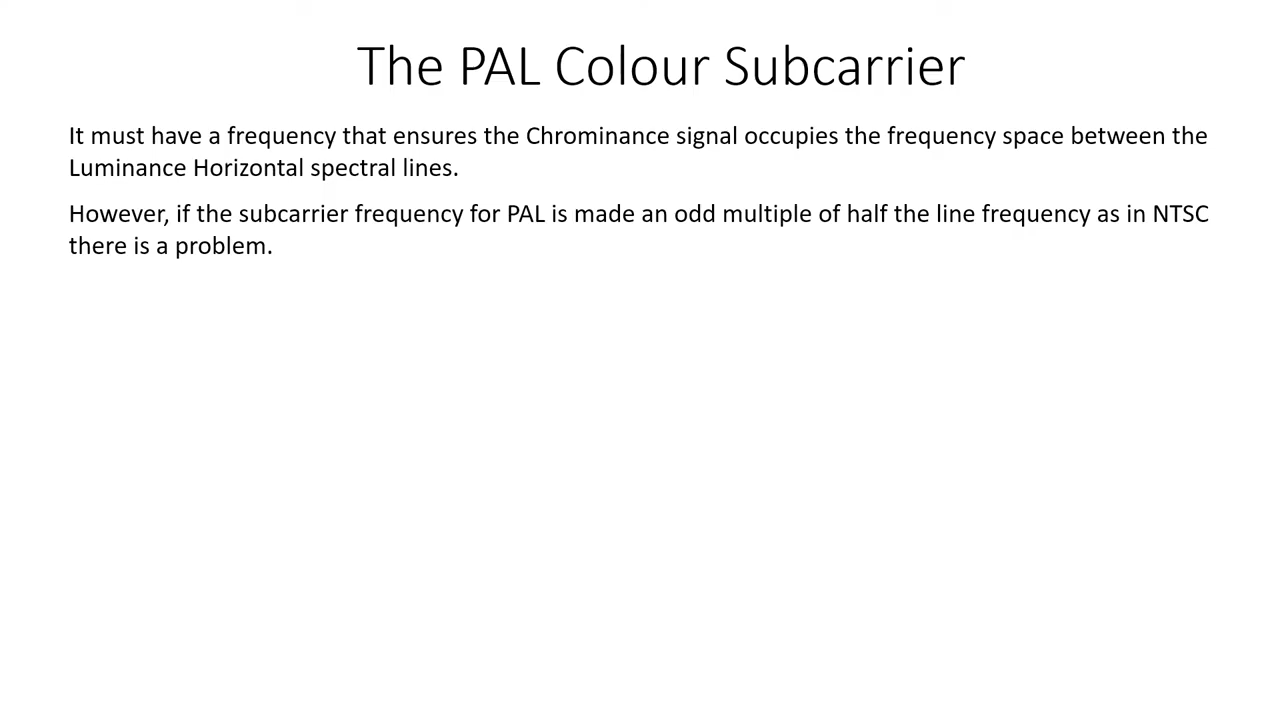 The PAL Colour Subcarrier
It must have a frequency that ensures the Chrominance signal occupies the frequency space between the
Luminance Horizontal spectral lines.
However, if the subcarrier frequency for PAL is made an odd multiple of half the line frequency as in NTSC
there is a problem.